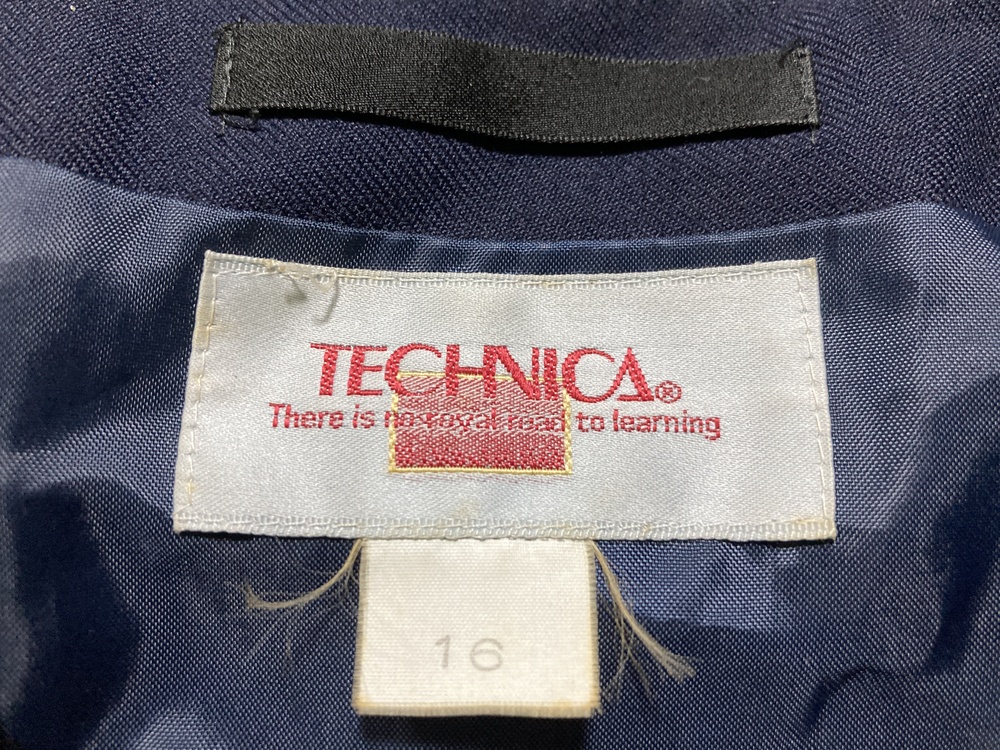 TECHNICA®
There is no royal road to learning
16